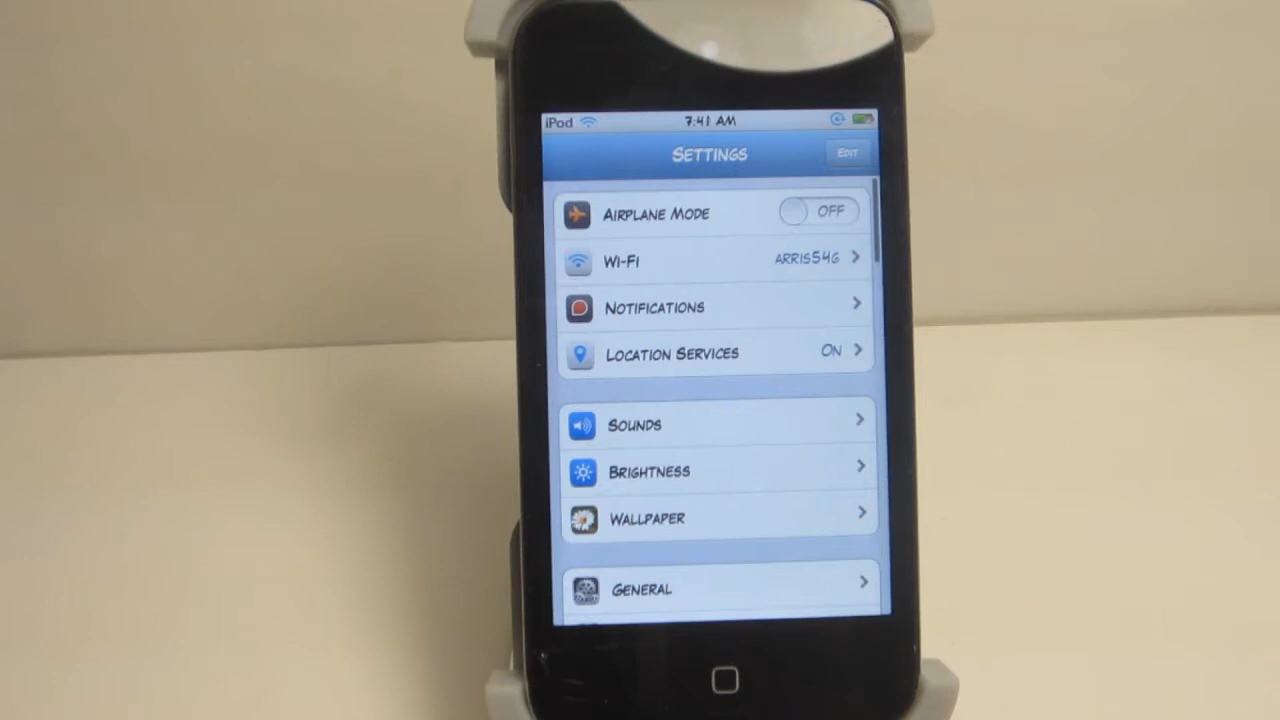 iPod 7:41 AM
SETTINGS EDIT
AIRPLANE MODE OFF
WI-FI ARRIS54G
NOTIFICATIONS
LOCATION SERVICES ON
SOUNDS
BRIGHTNESS
WALLPAPER
GENERAL